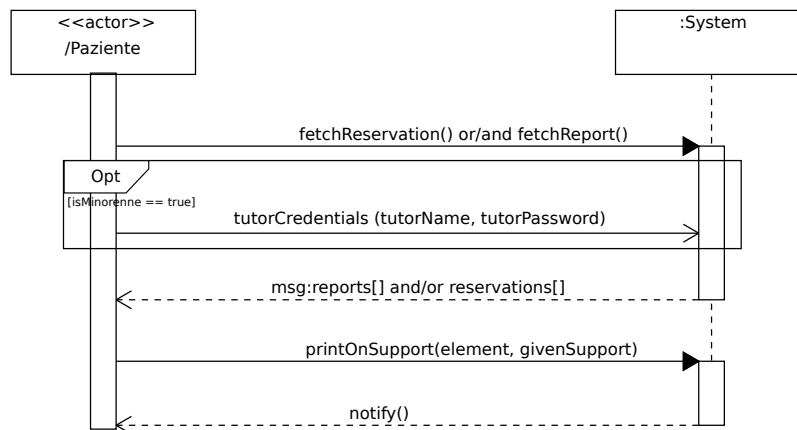 <<actor>>
/Paziente
:System
fetchReservation() or/and fetchReport()
Opt
[isMinorenne == true]
tutorCredentials (tutorName, tutorPassword)
msg:reports[] and/or reservations[]
printOnSupport(element, givenSupport)
notify()